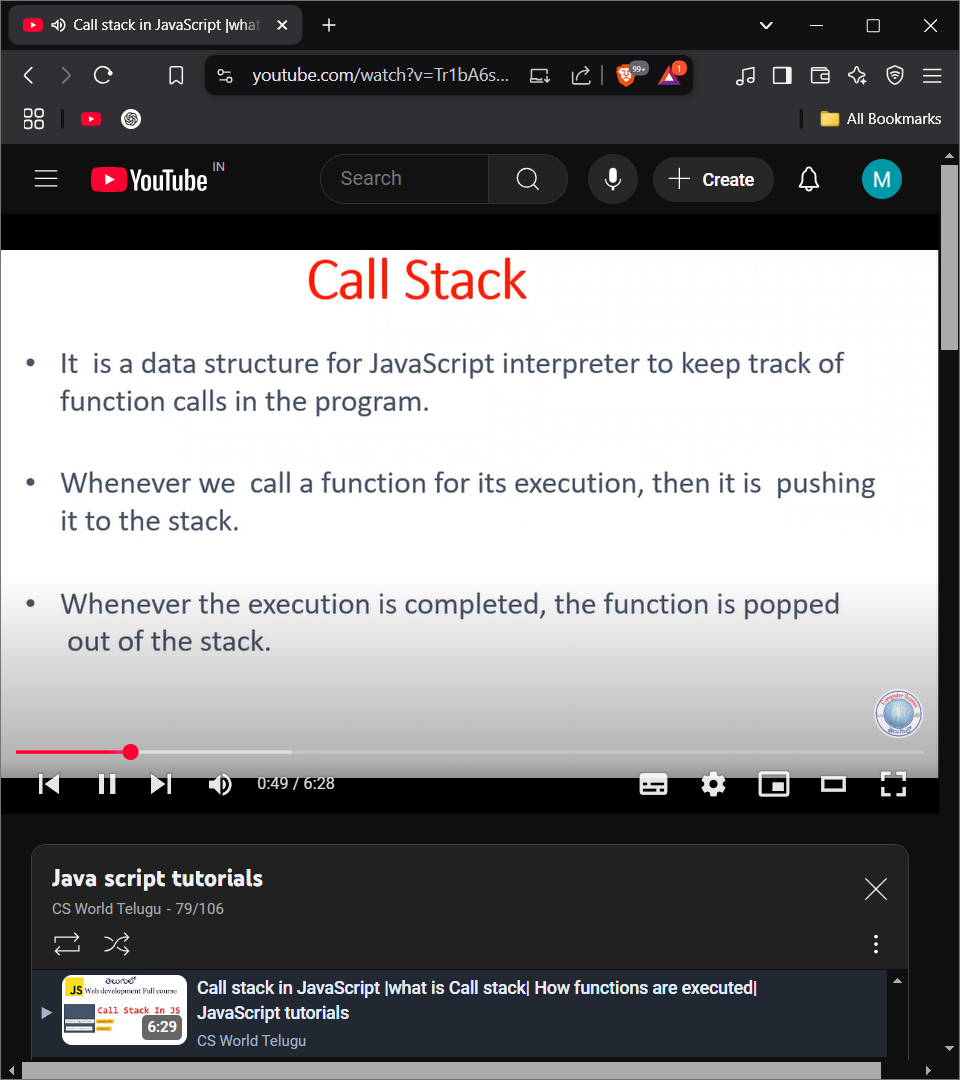 Call stack in JavaScript |what
youtube.com/watch?v=Tr1bA6s...
99+
1
All Bookmarks
YouTube IN
Search
Create
M
Call Stack
• It is a data structure for JavaScript interpreter to keep track of
function calls in the program.
• Whenever we call a function for its execution, then it is pushing
it to the stack.
• Whenever the execution is completed, the function is popped
out of the stack.
Computer Science
తెలుగులో
0:49 / 6:28
Java script tutorials
CS World Telugu - 79/106
తెలుగులో
JS Web development Full course
Call Stack In JS
6:29
Call stack in JavaScript |what is Call stack| How functions are executed|
JavaScript tutorials
CS World Telugu